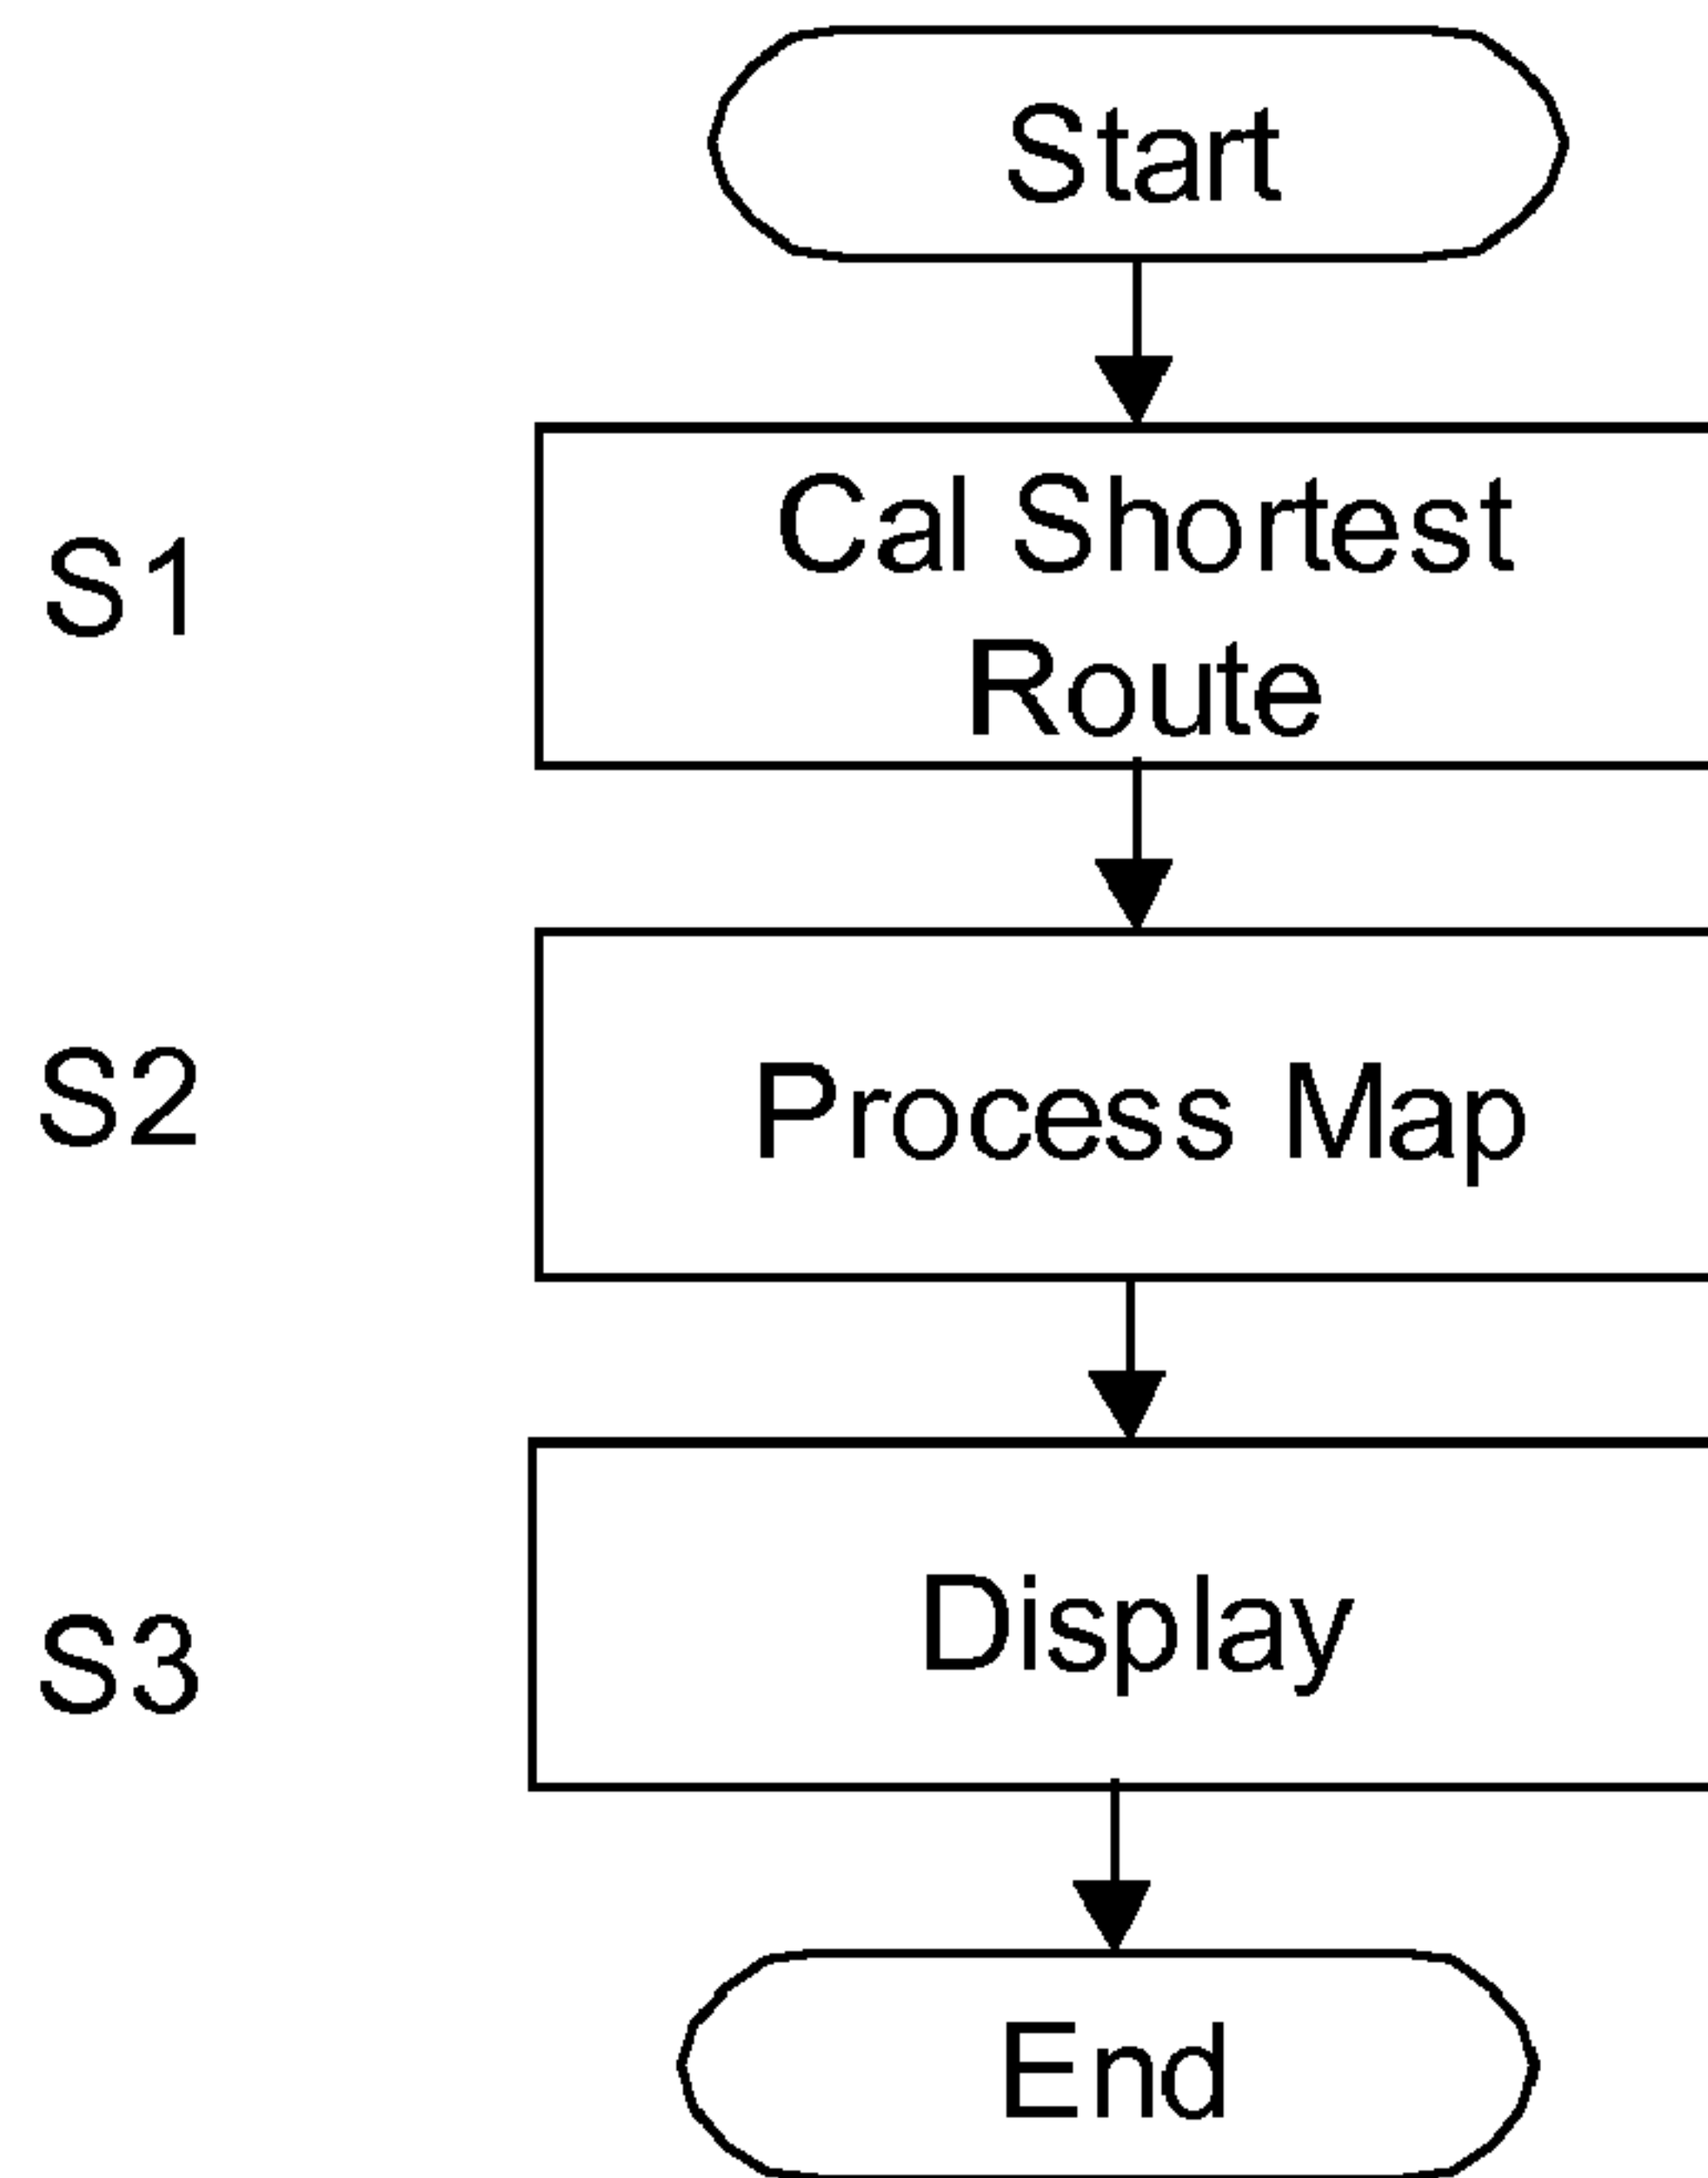 Start
S1
Cal Shortest
Route
S2
Process Map
S3
Display
End